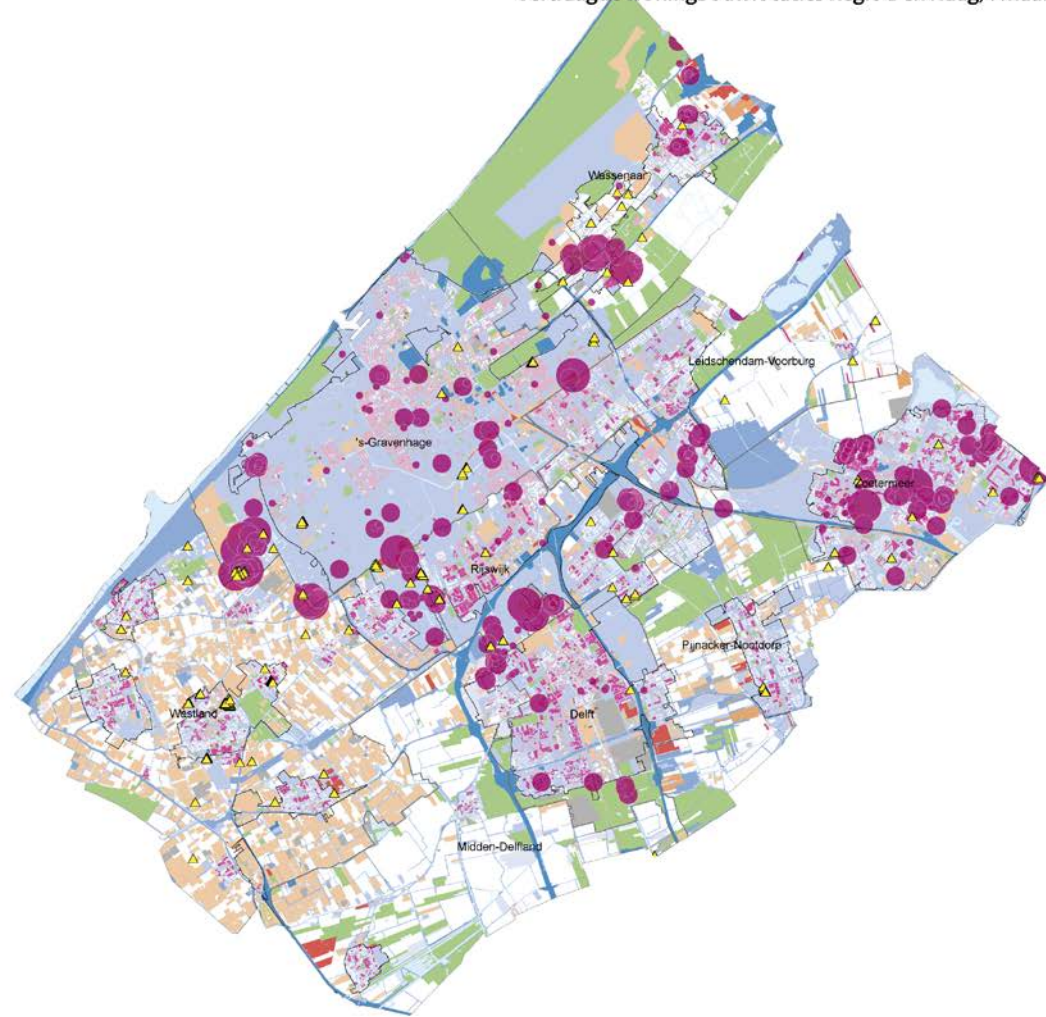 Wassenaar
Leidschendam-Voorburg
's-Gravenhage
Zoetermeer
Rijswijk
Pijnacker-Nootdorp
Westland
Delft
Midden-Delfland